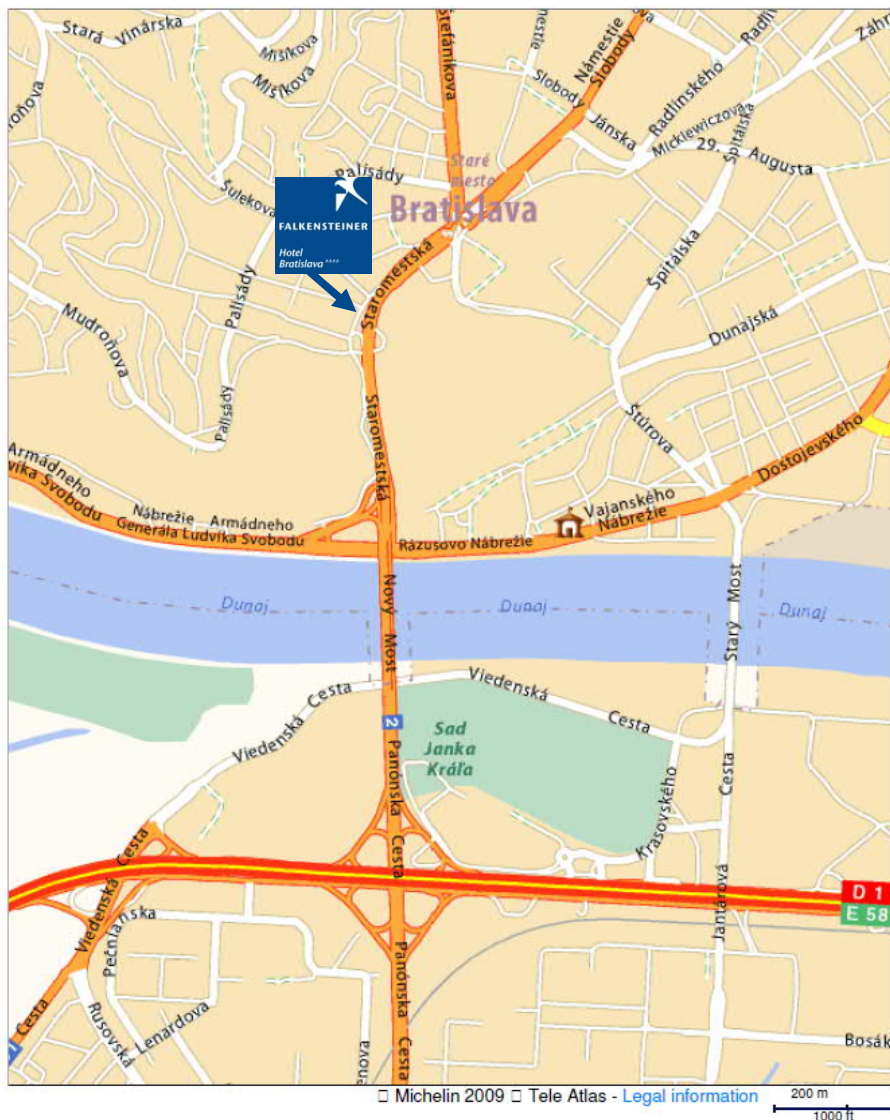 Stará Vinárska
Mišíkova
Mišíkova
Štefánikova
Námestie
Slobody
Slobody
Radlinského
Jánska
Mickiewiczova
Špitálska
29. Augusta
Palisády
Staré
mesto
Bratislava
Šulekova
FALKENSTEINER
Hotel
Bratislava ****
Palisády
Staromestská
Špitálska
Dunajská
Mudroňova
Palisády
Staromestská
Štúrova
Dostojevského
Armádneho
Svobodu
Nábrežie Armádneho
Generála Ludvíka Svobodu
Vajanského
Nábrežie
Rázusovo Nábrežie
Nový Most
Starý Most
Dunaj
Dunaj
Dunaj
Viedenská Cesta
Viedenská Cesta
2
Sad
Janka
Kráľa
Panónska Cesta
Krasovského
Jantárová Cesta
Viedenská Cesta
D 1
E 58
Pečnianska
Panónska Cesta
Cesta
Rusovská
Lenardova
Michelin 2009 Tele Atlas - Legal information
200 m
1000 ft